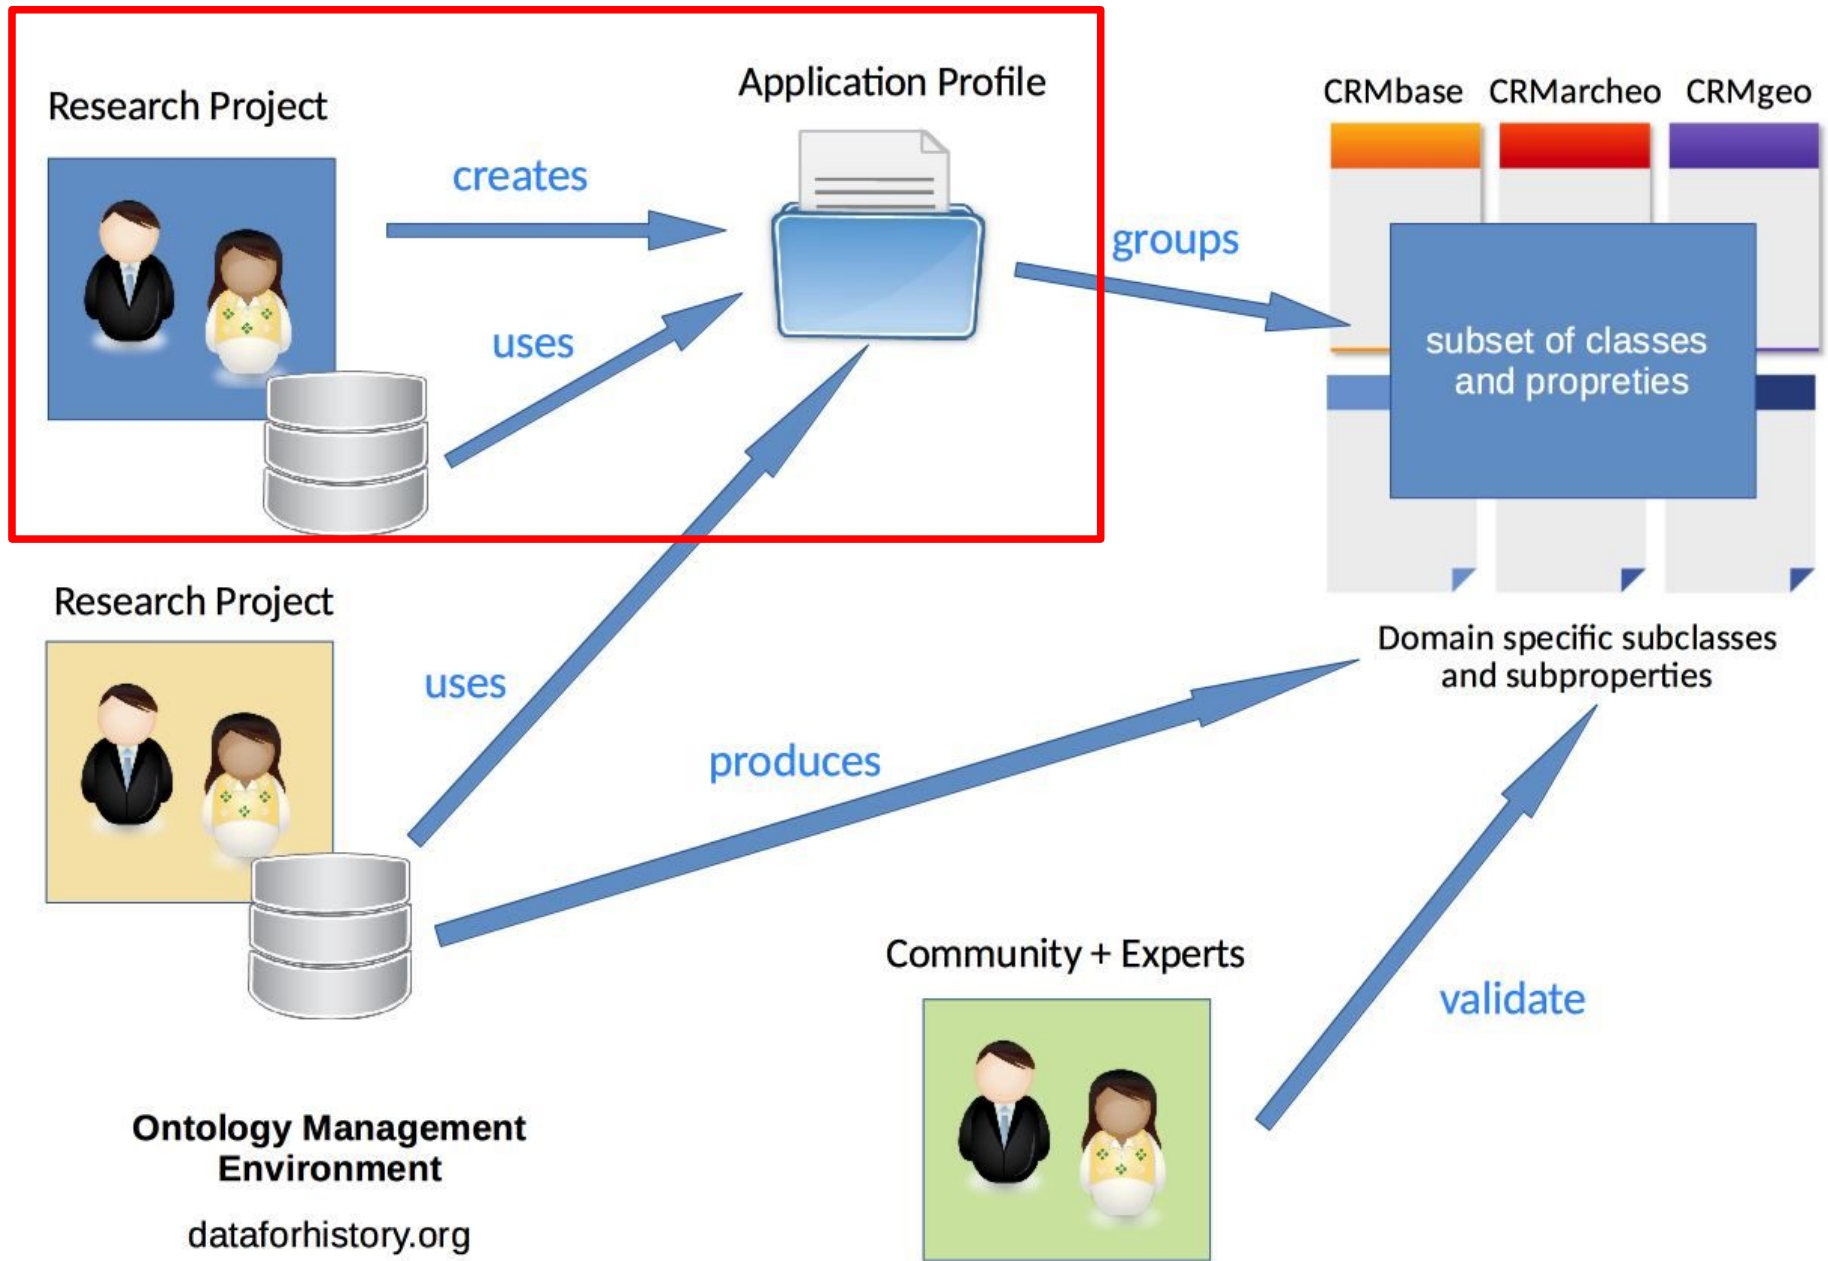 Research Project
Application Profile
CRMbase CRMarcheo CRMgeo
creates
groups
uses
subset of classes
and propreties
Research Project
Domain specific subclasses
and subproperties
uses
produces
Community + Experts
validate
Ontology Management
Environment
dataforhistory.org